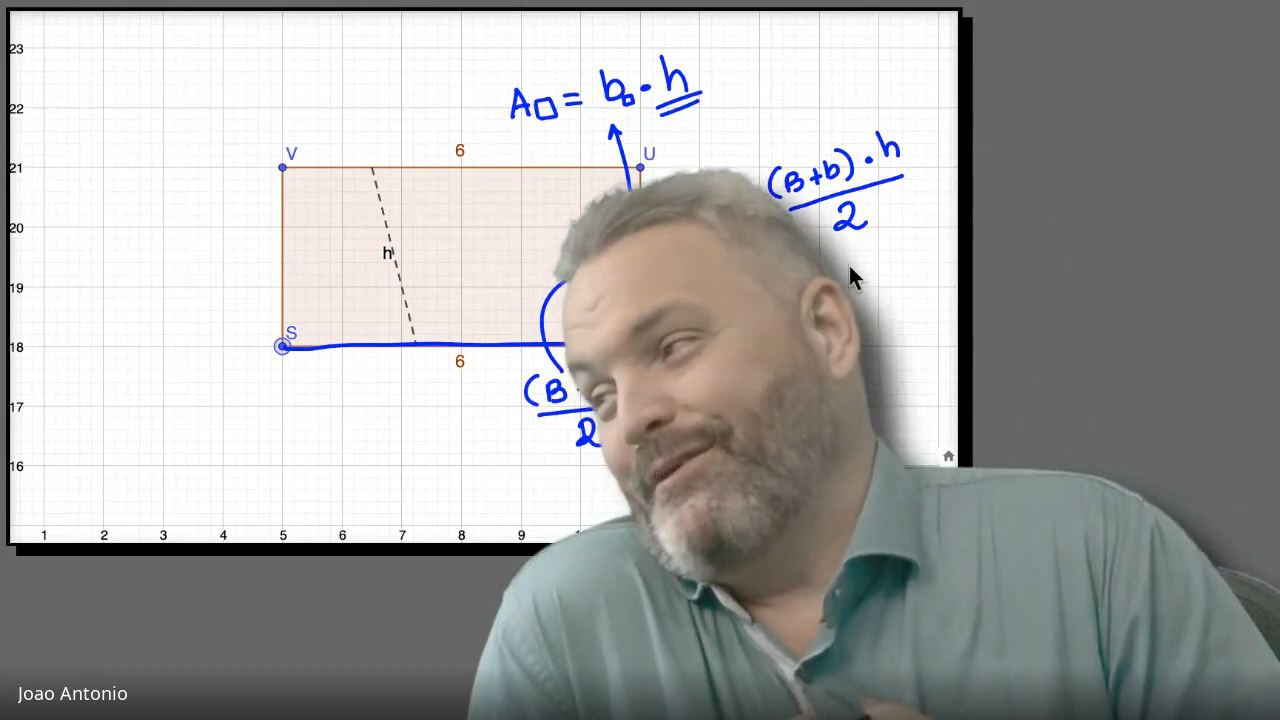 23
A□ = b□ · h
22
V 6 U
21
(B+b) · h
2
20
h
19
S
18
6
(B
17
2
16
1 2 3 4 5 6 7 8 9
Joao Antonio